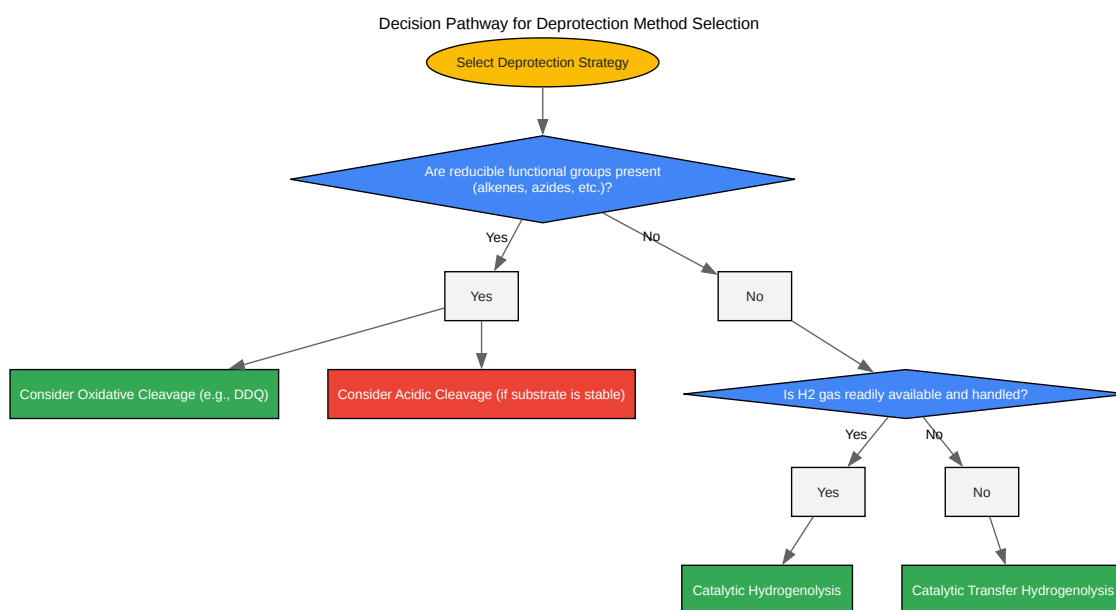 Decision Pathway for Deprotection Method Selection
Select Deprotection Strategy
Are reducible functional groups present
(alkenes, azides, etc.)?
Yes
No
Yes
No
Consider Oxidative Cleavage (e.g., DDQ)
Consider Acidic Cleavage (if substrate is stable)
Is H2 gas readily available and handled?
Yes
No
Yes
No
Catalytic Hydrogenolysis
Catalytic Transfer Hydrogenolysis